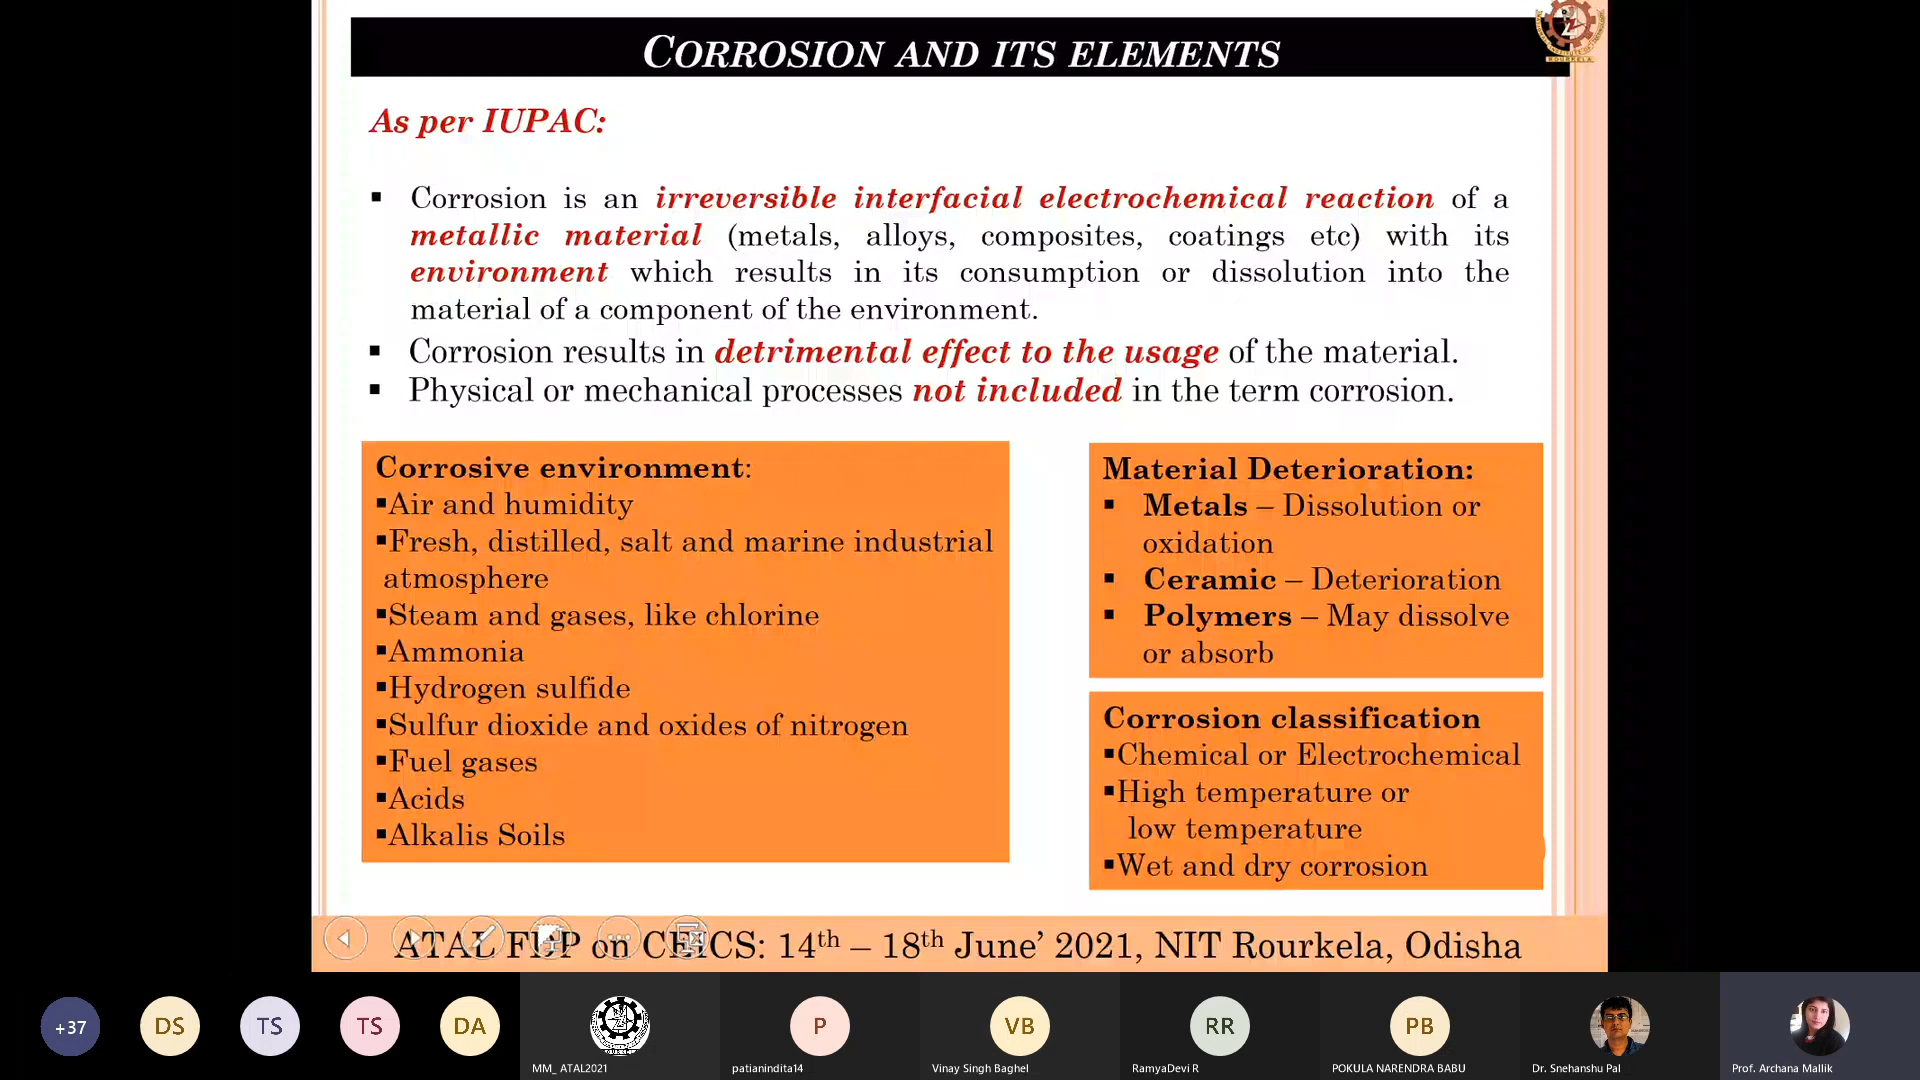 CORROSION AND ITS ELEMENTS
ROURKELA
As per IUPAC:
▪ Corrosion is an irreversible interfacial electrochemical reaction of a
metallic material (metals, alloys, composites, coatings etc) with its
environment which results in its consumption or dissolution into the
material of a component of the environment.
▪ Corrosion results in detrimental effect to the usage of the material.
▪ Physical or mechanical processes not included in the term corrosion.
Corrosive environment:
▪Air and humidity
▪Fresh, distilled, salt and marine industrial
atmosphere
▪Steam and gases, like chlorine
▪Ammonia
▪Hydrogen sulfide
▪Sulfur dioxide and oxides of nitrogen
▪Fuel gases
▪Acids
▪Alkalis Soils
Material Deterioration:
▪ Metals – Dissolution or
oxidation
▪ Ceramic – Deterioration
▪ Polymers – May dissolve
or absorb
Corrosion classification
▪Chemical or Electrochemical
▪High temperature or
low temperature
▪Wet and dry corrosion
ATAL FDP on CEICS: 14th – 18th June’ 2021, NIT Rourkela, Odisha
+37
DS
TS
TS
DA
MM_ ATAL2021
P
patianindita14
VB
Vinay Singh Baghel
RR
RamyaDevi R
PB
POKULA NARENDRA BABU
Dr. Snehanshu Pal
Prof. Archana Mallik